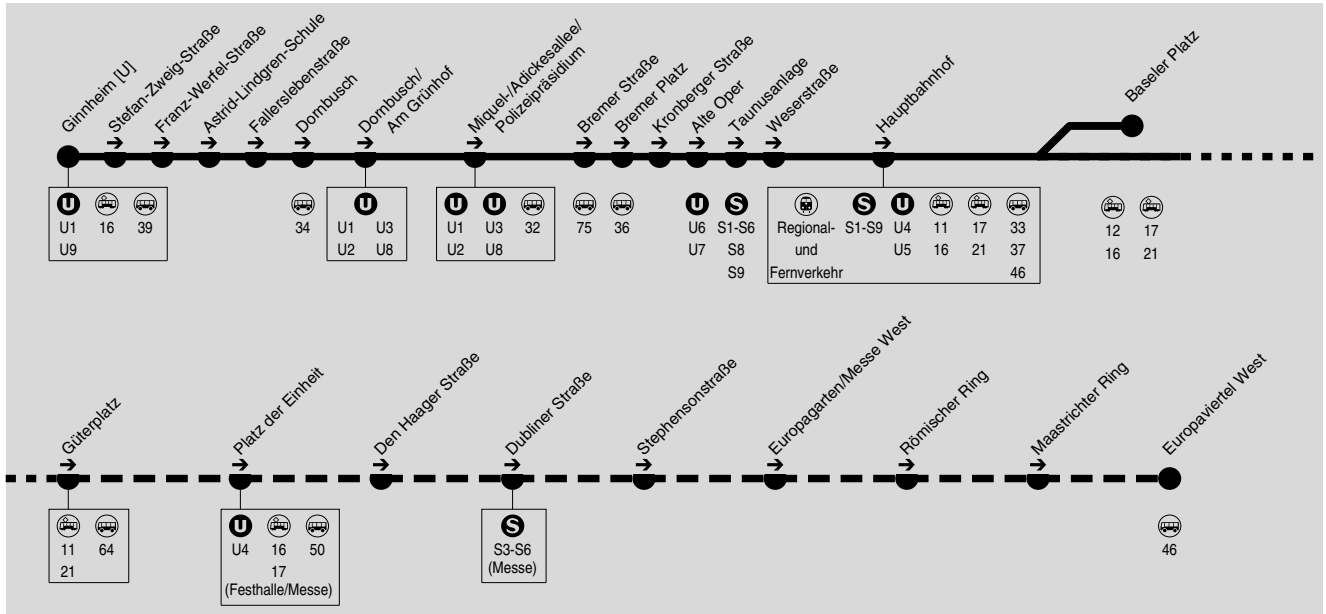 Ginnheim [U]
Stefan-Zweig-Straße
Franz-Werfel-Straße
Astrid-Lindgren-Schule
Fallerslebenstraße
Dornbusch
Dornbusch/
Am Grünhof
Miquel-/Adickesallee/
Polizeipräsidium
Bremer Straße
Bremer Platz
Kronberger Straße
Alte Oper
Taunusanlage
Weserstraße
Hauptbahnhof
Baseler Platz
U
U1 16 39
U9
34
U
U1 U3
U2 U8
U U
U1 U3 32
U2 U8
75 36
U S
U6 S1-S6
U7 S8
S9
S U
Regional- S1-S9 U4 11 17 33
und U5 16 21 37
Fernverkehr 46
12 17
16 21
Güterplatz
Platz der Einheit
Den Haager Straße
Dubliner Straße
Stephensonstraße
Europagarten/Messe West
Römischer Ring
Maastrichter Ring
Europaviertel West
11 64
21
U
U4 16 50
17
(Festhalle/Messe)
S
S3-S6
(Messe)
46